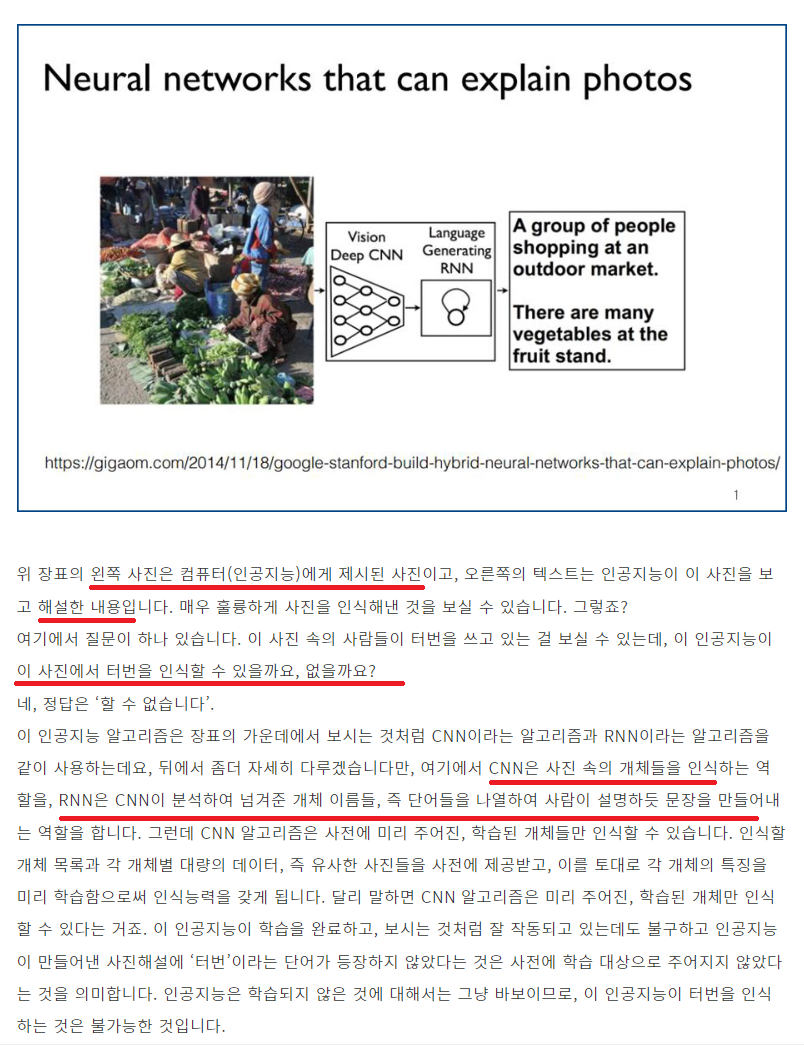 Neural networks that can explain photos
Vision
Deep CNN
Language
Generating
RNN
A group of people
shopping at an
outdoor market.
There are many
vegetables at the
fruit stand.
https://gigaom.com/2014/11/18/google-stanford-build-hybrid-neural-networks-that-can-explain-photos/
1
위 장표의 왼쪽 사진은 컴퓨터(인공지능)에게 제시된 사진이고, 오른쪽의 텍스트는 인공지능이 이 사진을 보
고 해설한 내용입니다. 매우 훌륭하게 사진을 인식해낸 것을 보실 수 있습니다. 그렇죠?
여기에서 질문이 하나 있습니다. 이 사진 속의 사람들이 터번을 쓰고 있는 걸 보실 수 있는데, 이 인공지능이
이 사진에서 터번을 인식할 수 있을까요, 없을까요?
네, 정답은 ‘할 수 없습니다’.
이 인공지능 알고리즘은 장표의 가운데에서 보시는 것처럼 CNN이라는 알고리즘과 RNN이라는 알고리즘을
같이 사용하는데요, 뒤에서 좀더 자세히 다루겠습니다만, 여기에서 CNN은 사진 속의 개체들을 인식하는 역
할을, RNN은 CNN이 분석하여 넘겨준 개체 이름들, 즉 단어들을 나열하여 사람이 설명하듯 문장을 만들어내
는 역할을 합니다. 그런데 CNN 알고리즘은 사전에 미리 주어진, 학습된 개체들만 인식할 수 있습니다. 인식할
개체 목록과 각 개체별 대량의 데이터, 즉 유사한 사진들을 사전에 제공받고, 이를 토대로 각 개체의 특징을
미리 학습함으로써 인식능력을 갖게 됩니다. 달리 말하면 CNN 알고리즘은 미리 주어진, 학습된 개체만 인식
할 수 있다는 거죠. 이 인공지능이 학습을 완료하고, 보시는 것처럼 잘 작동되고 있는데도 불구하고 인공지능
이 만들어낸 사진해설에 ‘터번’이라는 단어가 등장하지 않았다는 것은 사전에 학습 대상으로 주어지지 않았다
는 것을 의미합니다. 인공지능은 학습되지 않은 것에 대해서는 그냥 바보이므로, 이 인공지능이 터번을 인식
하는 것은 불가능한 것입니다.